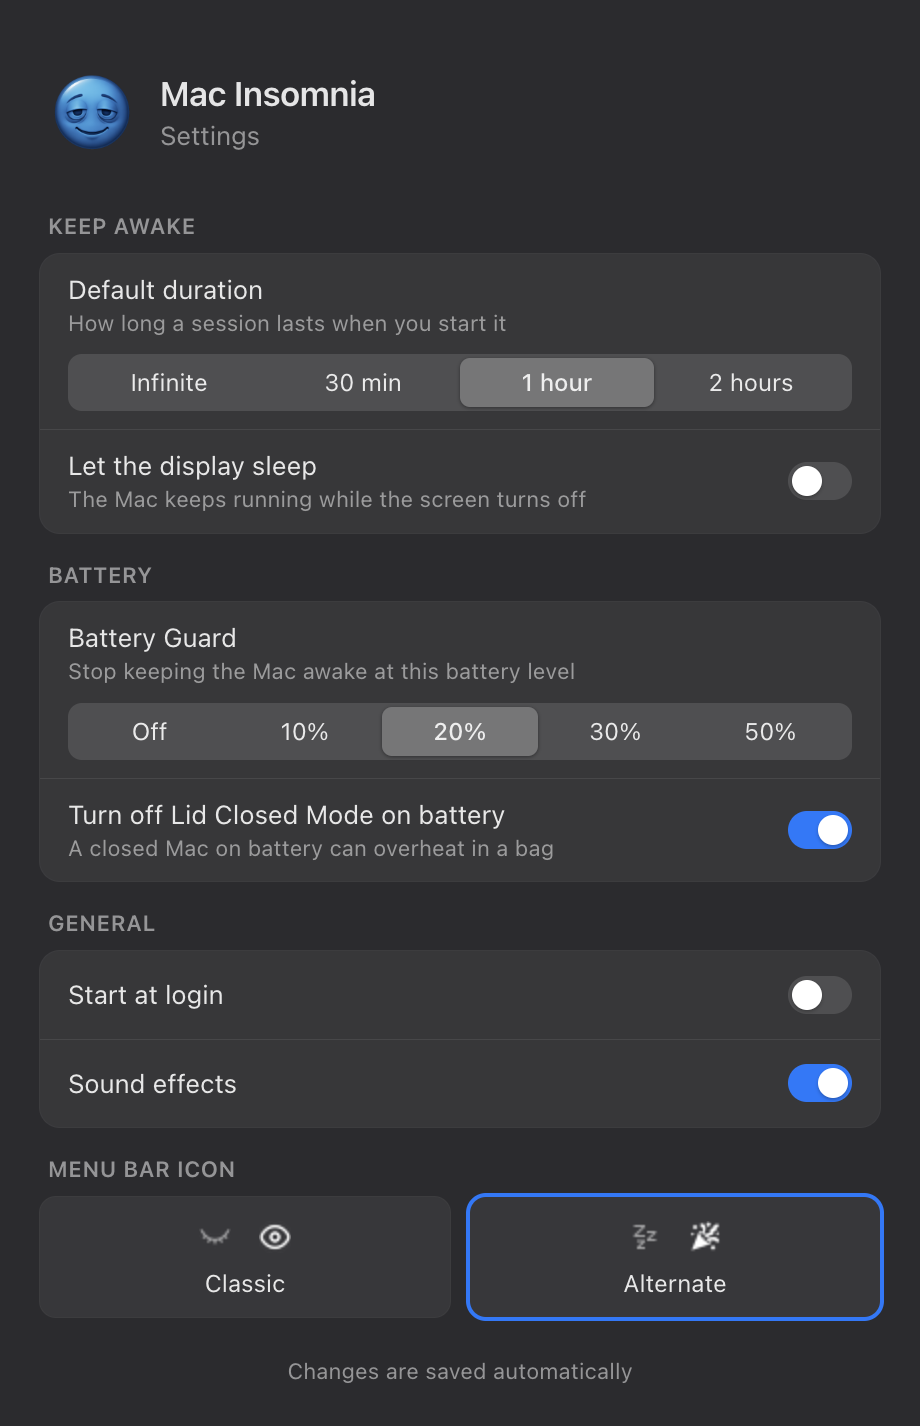 Mac Insomnia
Settings
KEEP AWAKE
Default duration
How long a session lasts when you start it
Infinite 30 min 1 hour 2 hours
Let the display sleep
The Mac keeps running while the screen turns off
BATTERY
Battery Guard
Stop keeping the Mac awake at this battery level
Off 10% 20% 30% 50%
Turn off Lid Closed Mode on battery
A closed Mac on battery can overheat in a bag
GENERAL
Start at login
Sound effects
MENU BAR ICON
zzz
Classic Alternate
Changes are saved automatically